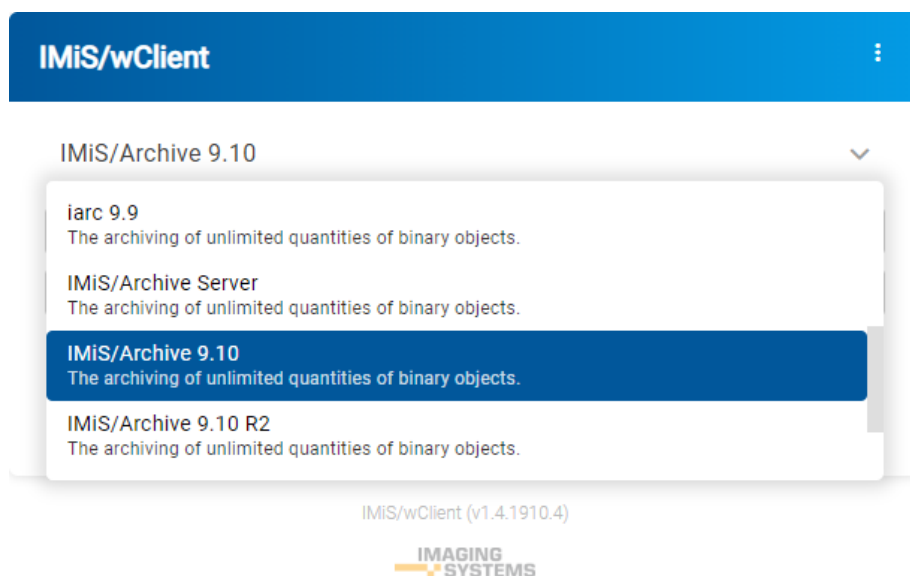 IMiS/wClient
IMiS/Archive 9.10
iarc 9.9
The archiving of unlimited quantities of binary objects.
IMiS/Archive Server
The archiving of unlimited quantities of binary objects.
IMiS/Archive 9.10
The archiving of unlimited quantities of binary objects.
IMiS/Archive 9.10 R2
The archiving of unlimited quantities of binary objects.
IMiS/wClient (v1.4.1910.4)
IMAGING
SYSTEMS